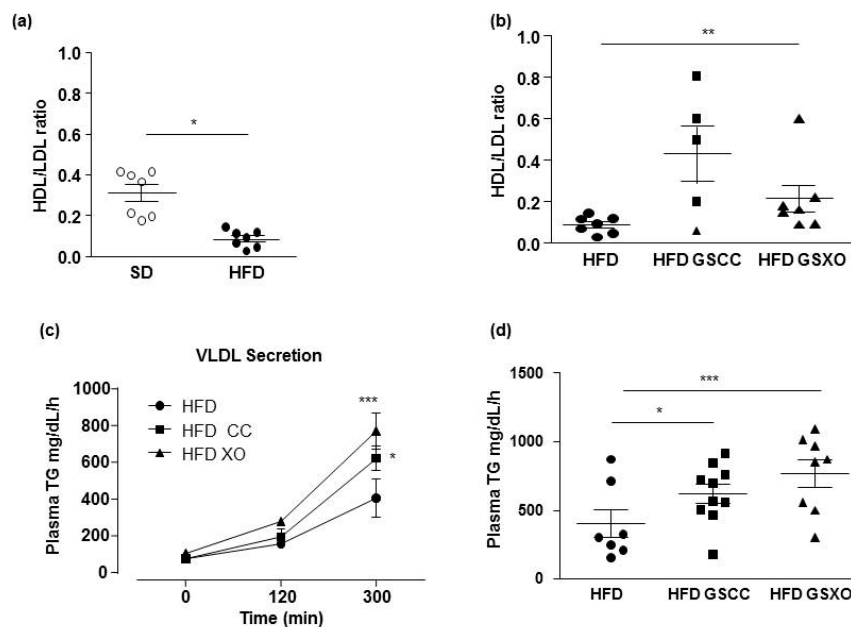 (a)
HDL/LDL ratio
1.0
0.8
0.6
0.4
0.2
0.0
*
SD
HFD
(b)
HDL/LDL ratio
1.0
0.8
0.6
0.4
0.2
0.0
**
HFD
HFD GSCC
HFD GSXO
(c)
VLDL Secretion
Plasma TG mg/dL/h
1000
800
600
400
200
0
HFD
HFD CC
HFD XO
***
*
0
120
300
Time (min)
(d)
Plasma TG mg/dL/h
1500
1000
500
0
***
*
HFD
HFD GSCC
HFD GSXO